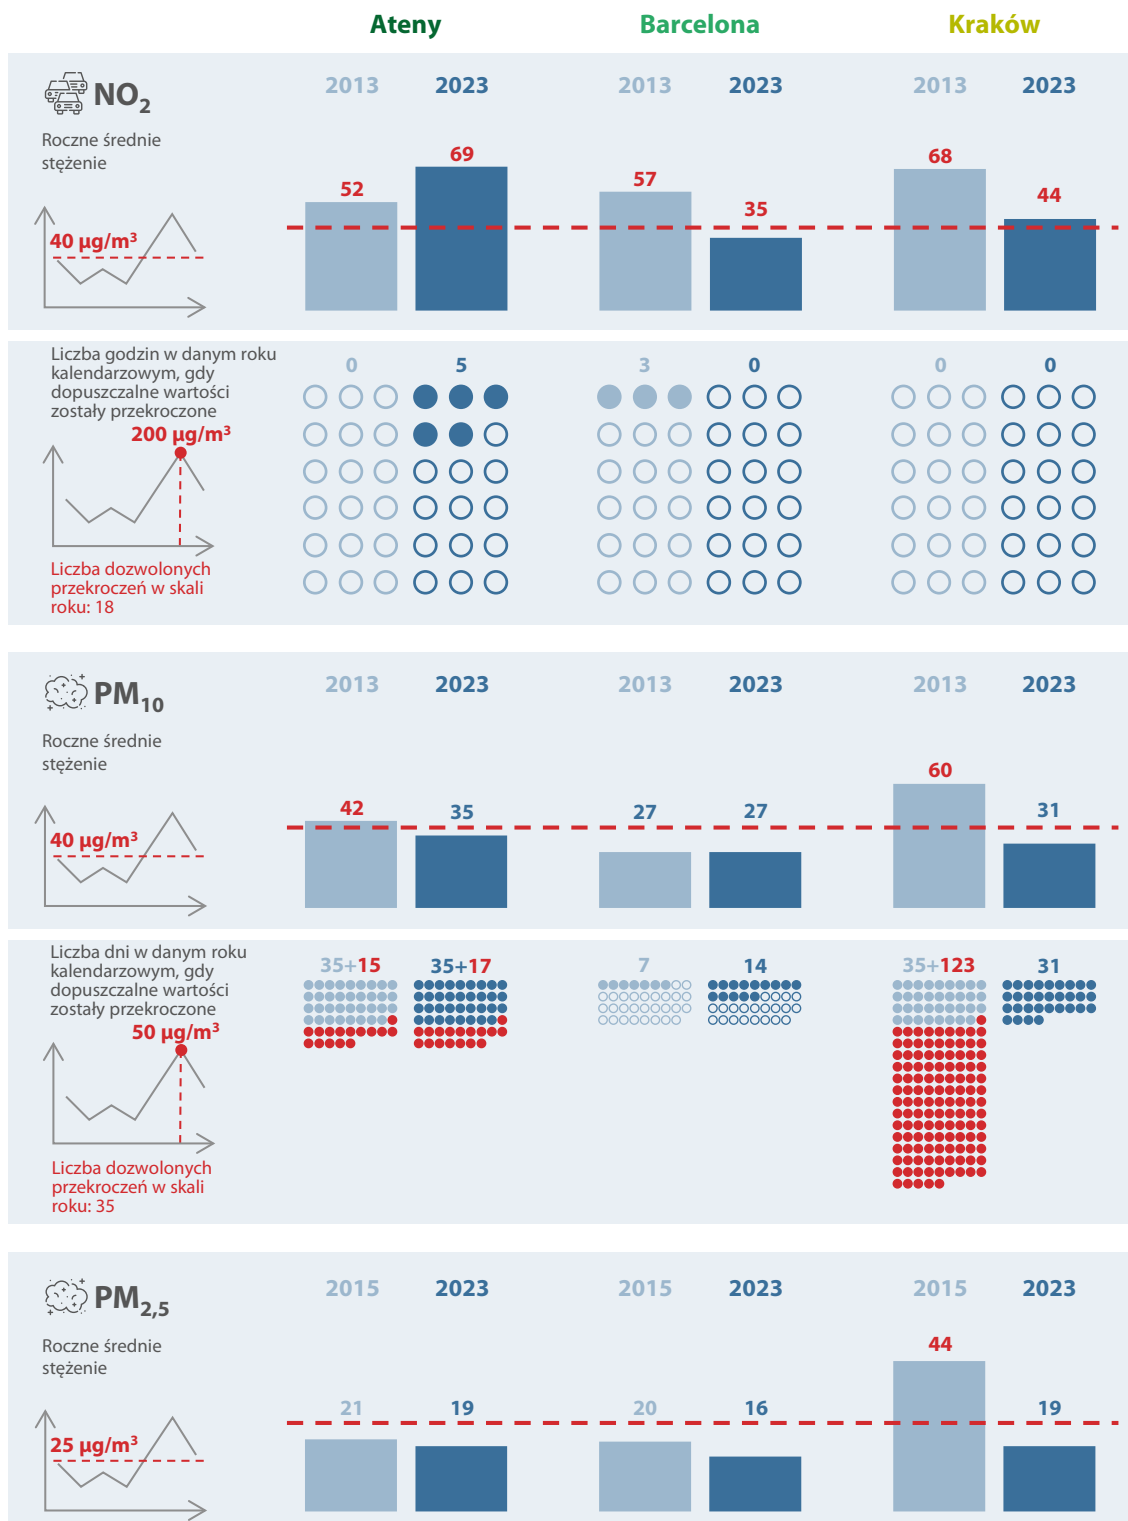 Ateny Barcelona Kraków
NO2
2013 2023 2013 2023 2013 2023
Roczne średnie
stężenie
52 69 57 35 68 44
40 µg/m³
Liczba godzin w danym roku
kalendarzowym, gdy
dopuszczalne wartości
zostały przekroczone
200 µg/m³
0 5 3 0 0 0
Liczba dozwolonych
przekroczeń w skali
roku: 18
PM10
2013 2023 2013 2023 2013 2023
Roczne średnie
stężenie
42 35 27 27 60 31
40 µg/m³
Liczba dni w danym roku
kalendarzowym, gdy
dopuszczalne wartości
zostały przekroczone
50 µg/m³
35+15 35+17 7 14 35+123 31
Liczba dozwolonych
przekroczeń w skali
roku: 35
PM2,5
2015 2023 2015 2023 2015 2023
Roczne średnie
stężenie
21 19 20 16 44 19
25 µg/m³